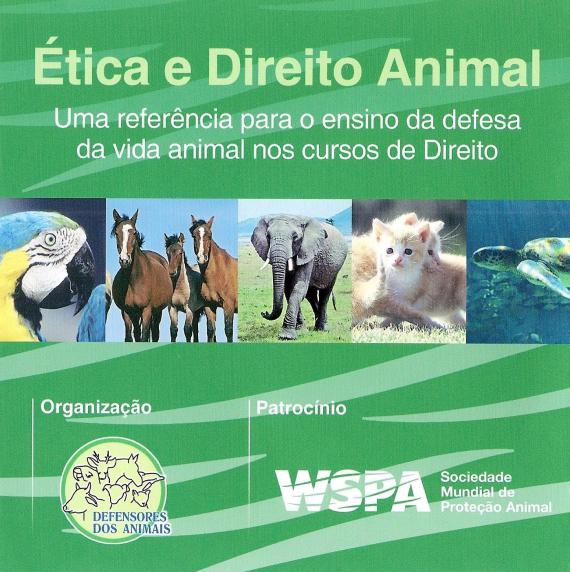 Ética e Direito Animal
Uma referência para o ensino da defesa
da vida animal nos cursos de Direito
Organização
DEFENSORES
DOS ANIMAIS
Patrocínio
WSPA
Sociedade
Mundial de
Proteção Animal